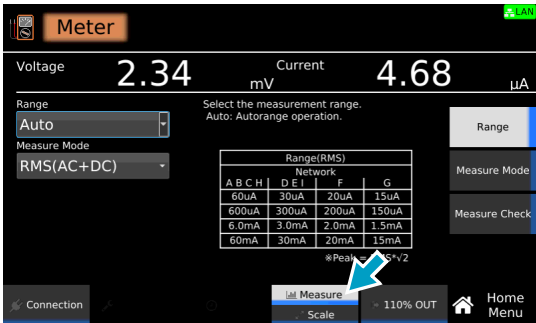 LAN
Meter
Voltage 2.34 mV Current 4.68 μA
Range
Auto
Measure Mode
RMS(AC+DC)
Select the measurement range.
Auto: Autorange operation.
Range(RMS)
Network
A B C H D E I F G
60uA 30uA 20uA 15uA
600uA 300uA 200uA 150uA
6.0mA 3.0mA 2.0mA 1.5mA
60mA 30mA 20mA 15mA
※Peak = *√2
Range
Measure Mode
Measure Check
Connection
Measure
Scale
110% OUT
Home
Menu